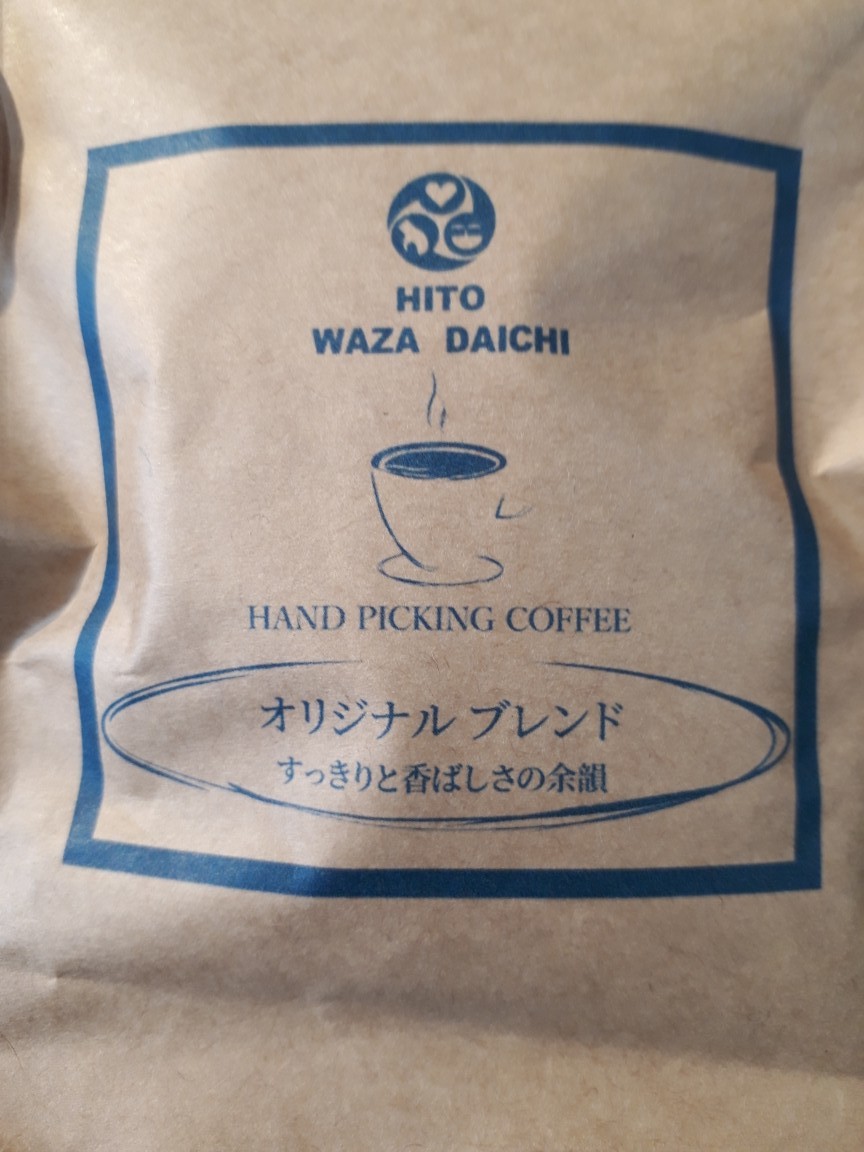 HITO
WAZA DAICHI
HAND PICKING COFFEE
オリジナル ブレンド
すっきりと香ばしさの余韻